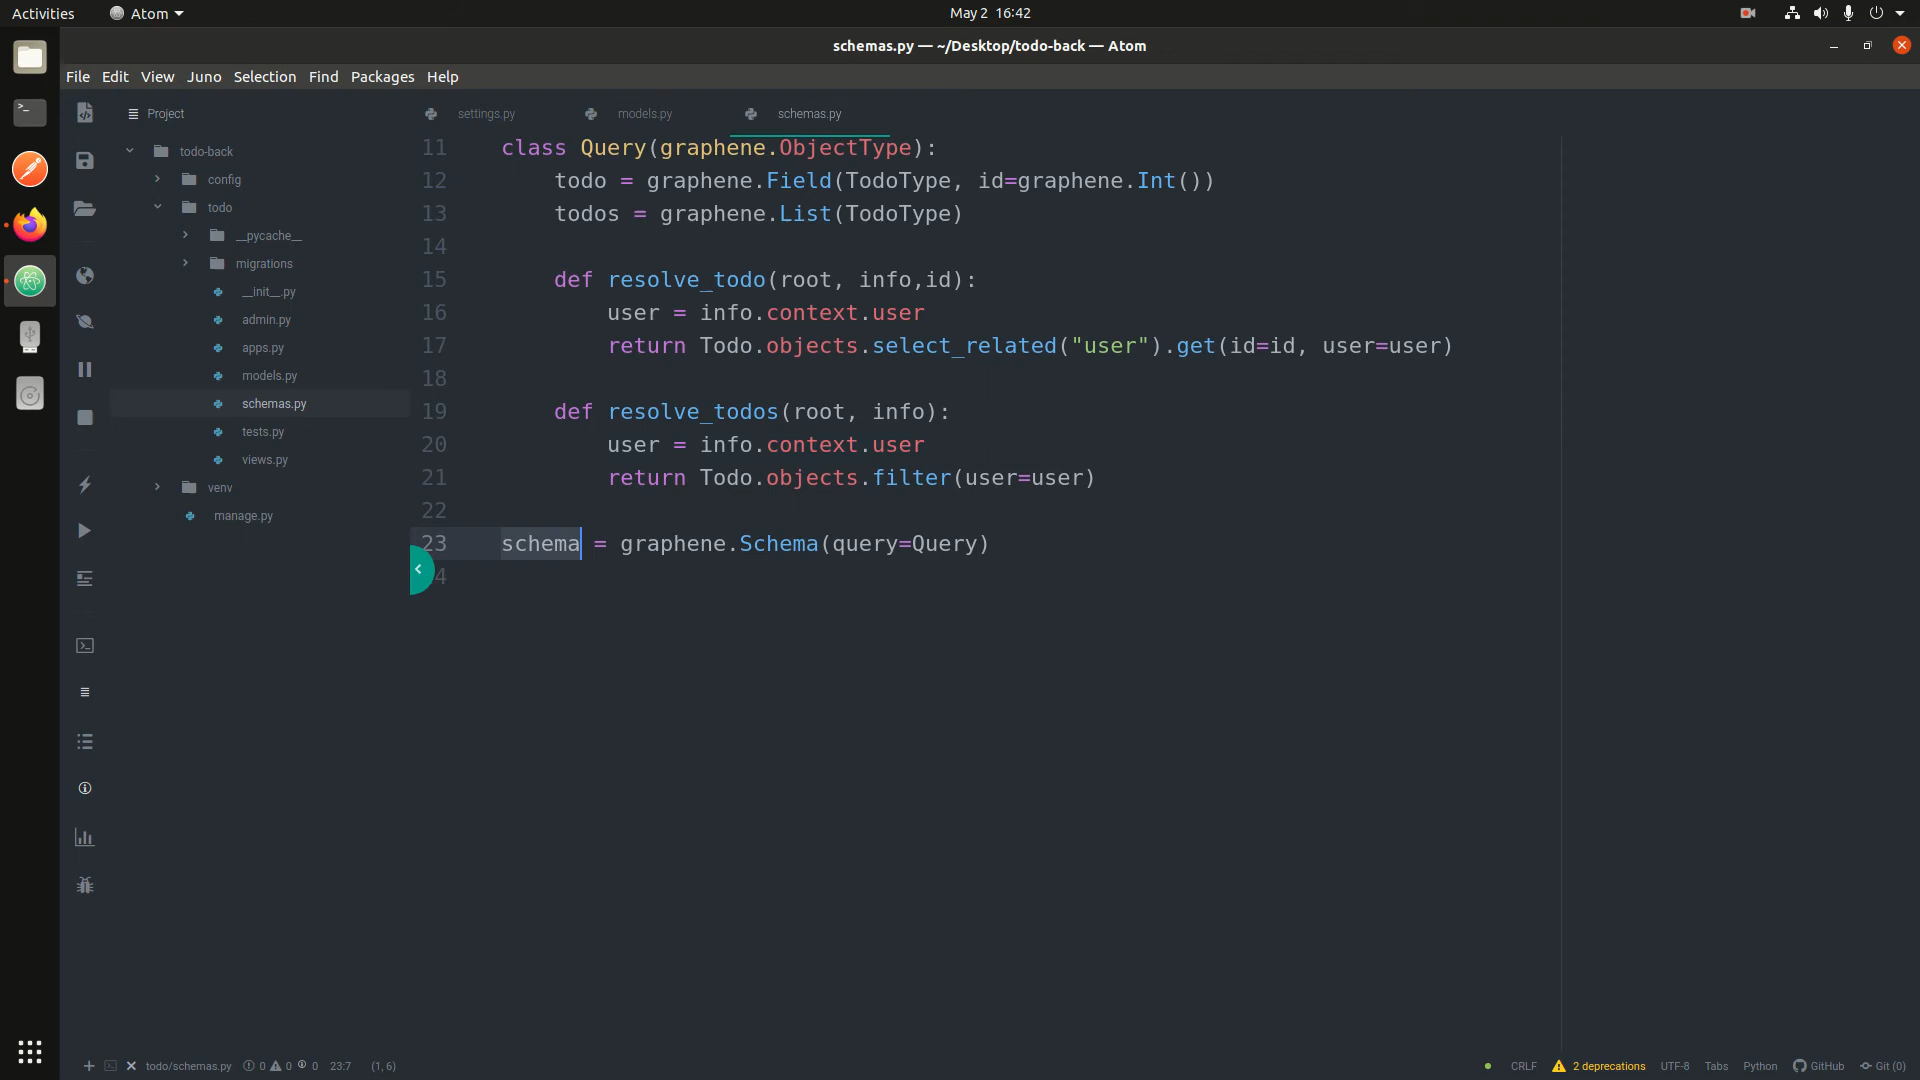 Activities
Atom
May 2 16:42
schemas.py — ~/Desktop/todo-back — Atom
File Edit View Juno Selection Find Packages Help
Project
todo-back
config
todo
__pycache__
migrations
__init__.py
admin.py
apps.py
models.py
schemas.py
tests.py
views.py
venv
manage.py
settings.py
models.py
schemas.py
11 class Query(graphene.ObjectType):
12 todo = graphene.Field(TodoType, id=graphene.Int())
13 todos = graphene.List(TodoType)
14
15 def resolve_todo(root, info,id):
16 user = info.context.user
17 return Todo.objects.select_related("user").get(id=id, user=user)
18
19 def resolve_todos(root, info):
20 user = info.context.user
21 return Todo.objects.filter(user=user)
22
23 schema = graphene.Schema(query=Query)
4
todo/schemas.py 0 0 0 23:7 (1, 6)
CRLF 2 deprecations UTF-8 Tabs Python GitHub Git (0)